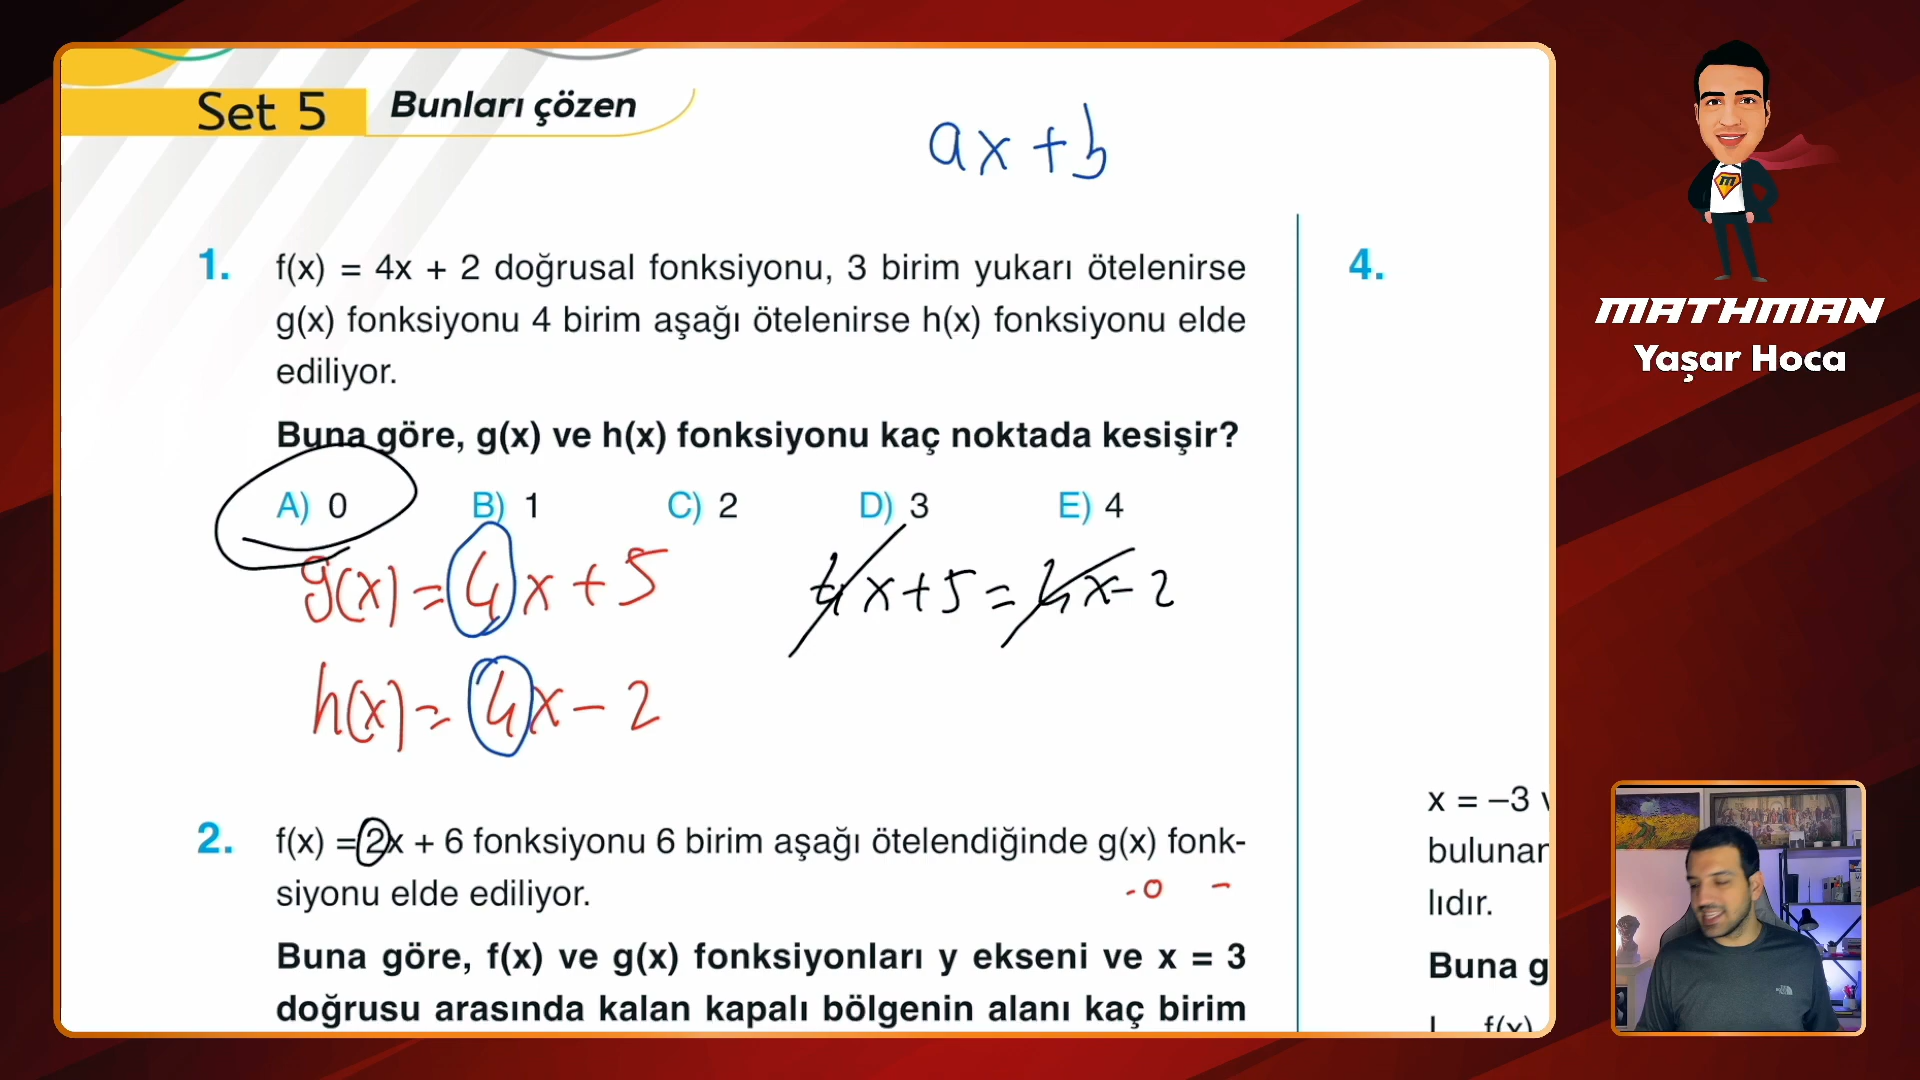 Set 5 Bunları çözen
ax+b
1. f(x) = 4x + 2 doğrusal fonksiyonu, 3 birim yukarı ötelenirse
g(x) fonksiyonu 4 birim aşağı ötelenirse h(x) fonksiyonu elde
ediliyor.
Buna göre, g(x) ve h(x) fonksiyonu kaç noktada kesişir?
A) 0 B) 1 C) 2 D) 3 E) 4
g(x) = 4x + 5
4x + 5 = 4x - 2
h(x) = 4x - 2
2. f(x) = 2x + 6 fonksiyonu 6 birim aşağı ötelendiğinde g(x) fonk-
siyonu elde ediliyor.
Buna göre, f(x) ve g(x) fonksiyonları y ekseni ve x = 3
doğrusu arasında kalan kapalı bölgenin alanı kaç birim
4.
x = –3 v
bulunan
lıdır.
Buna g
I. f(x)
MATHMAN
Yaşar Hoca